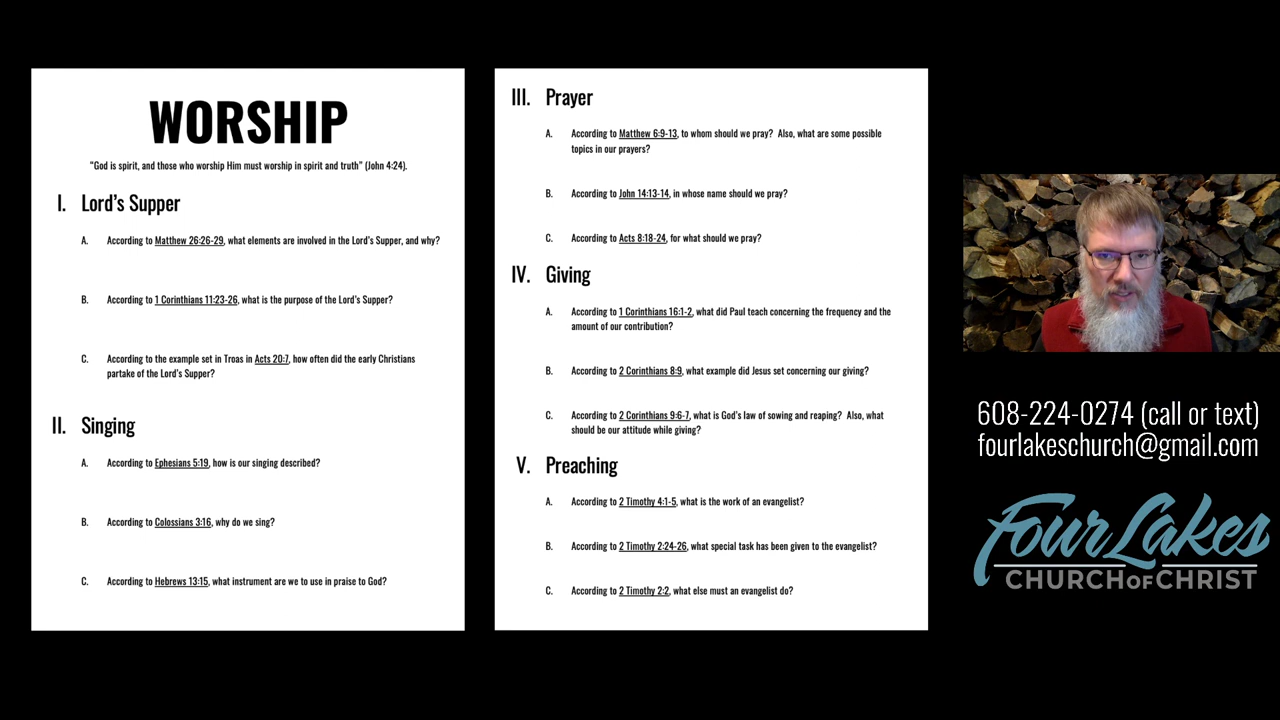 WORSHIP
"God is spirit, and those who worship Him must worship in spirit and truth" (John 4:24).
I. Lord's Supper
A. According to Matthew 26:26-29, what elements are involved in the Lord's Supper, and why?
B. According to 1 Corinthians 11:23-26, what is the purpose of the Lord's Supper?
C. According to the example set in Troas in Acts 20:7, how often did the early Christians
partake of the Lord's Supper?
II. Singing
A. According to Ephesians 5:19, how is our singing described?
B. According to Colossians 3:16, why do we sing?
C. According to Hebrews 13:15, what instrument are we to use in praise to God?
III. Prayer
A. According to Matthew 6:9-13, to whom should we pray? Also, what are some possible
topics in our prayers?
B. According to John 14:13-14, in whose name should we pray?
C. According to Acts 8:18-24, for what should we pray?
IV. Giving
A. According to 1 Corinthians 16:1-2, what did Paul teach concerning the frequency and the
amount of our contribution?
B. According to 2 Corinthians 8:9, what example did Jesus set concerning our giving?
C. According to 2 Corinthians 9:6-7, what is God's law of sowing and reaping? Also, what
should be our attitude while giving?
V. Preaching
A. According to 2 Timothy 4:1-5, what is the work of an evangelist?
B. According to 2 Timothy 2:24-26, what special task has been given to the evangelist?
C. According to 2 Timothy 2:2, what else must an evangelist do?
608-224-0274 (call or text)
fourlakeschurch@gmail.com
Four Lakes
CHURCH OF CHRIST